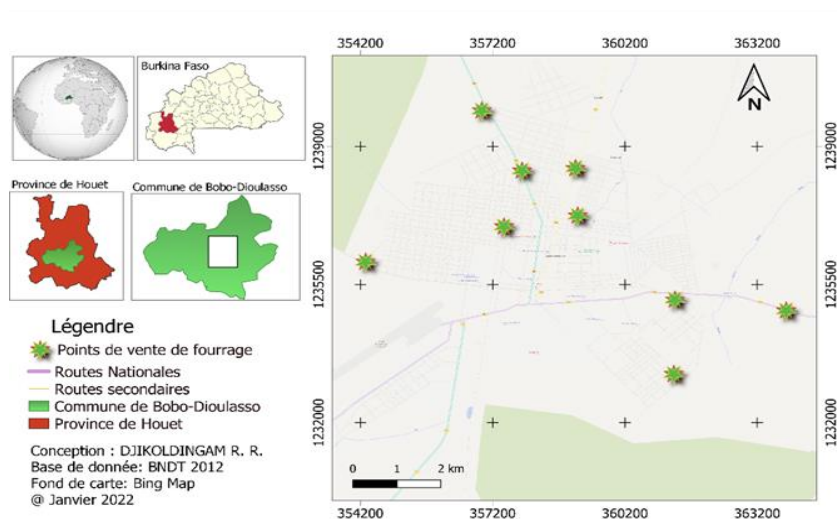 354200 357200 360200 363200
Burkina Faso
N
1239000 1239000
Province de Houet
Commune de Bobo-Dioulasso
1235500 1235500
Légendre
Points de vente de fourrage
Routes Nationales
Routes secondaires
Commune de Bobo-Dioulasso
Province de Houet
1232000 1232000
Conception : DJIKOLDINGAM R. R.
Base de donnée: BNDT 2012
Fond de carte: Bing Map
@ Janvier 2022
0 1 2 km
354200 357200 360200 363200